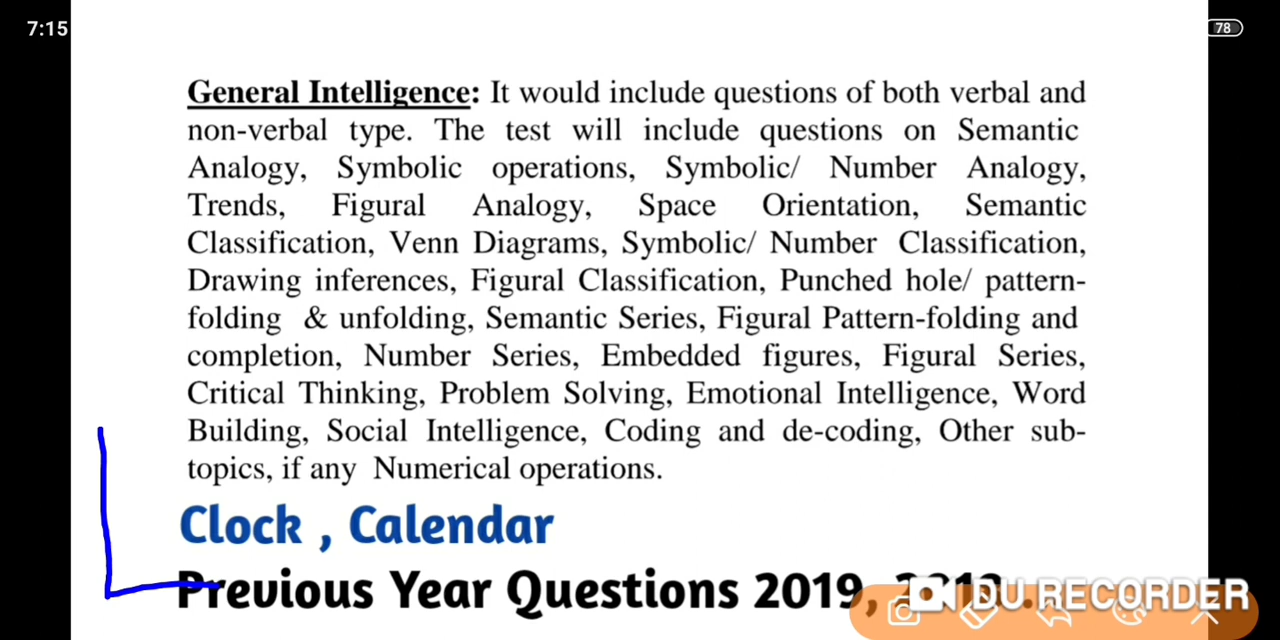 7:15
78
General Intelligence: It would include questions of both verbal and
non-verbal type. The test will include questions on Semantic
Analogy, Symbolic operations, Symbolic/ Number Analogy,
Trends, Figural Analogy, Space Orientation, Semantic
Classification, Venn Diagrams, Symbolic/ Number Classification,
Drawing inferences, Figural Classification, Punched hole/ pattern-
folding & unfolding, Semantic Series, Figural Pattern-folding and
completion, Number Series, Embedded figures, Figural Series,
Critical Thinking, Problem Solving, Emotional Intelligence, Word
Building, Social Intelligence, Coding and de-coding, Other sub-
topics, if any Numerical operations.
Clock , Calendar
Previous Year Questions 2019,
DU RECORDER